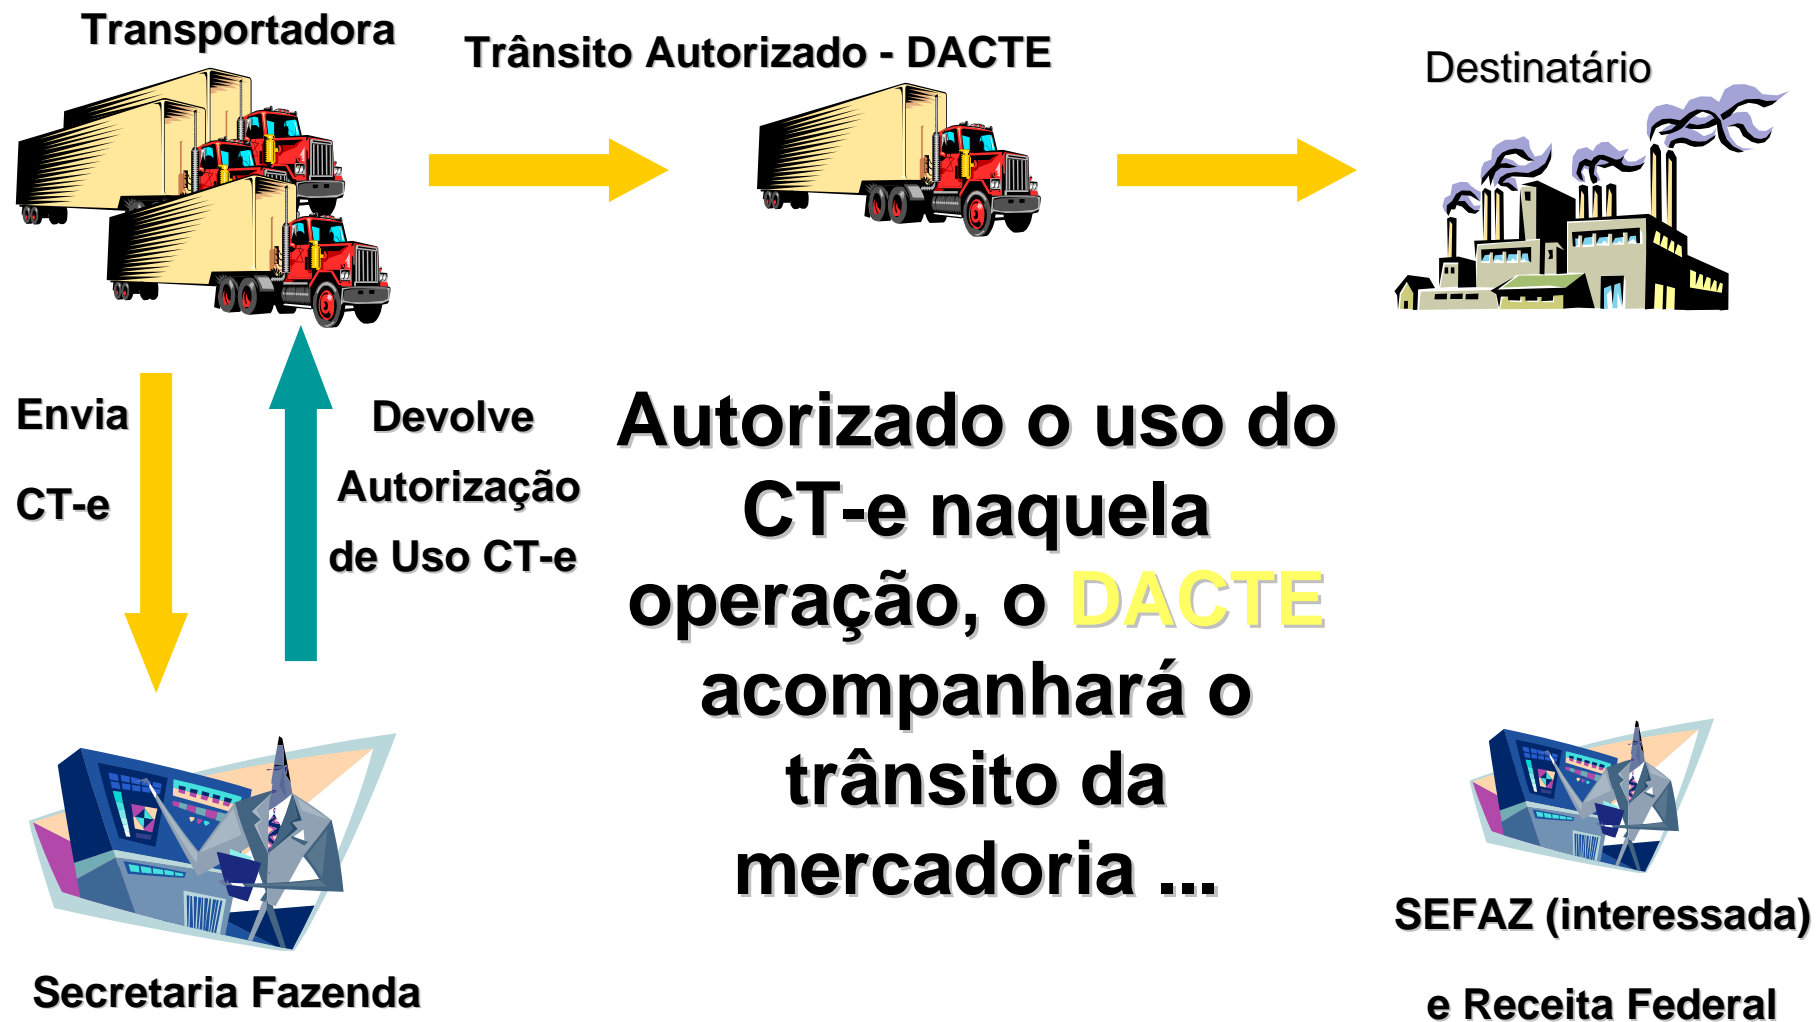 Transportadora
Trânsito Autorizado - DACTE
Destinatário
Envia
CT-e
Devolve
Autorização
de Uso CT-e
Autorizado o uso do
CT-e naquela
operação, o DACTE
acompanhará o
trânsito da
mercadoria ...
Secretaria Fazenda
SEFAZ (interessada)
e Receita Federal